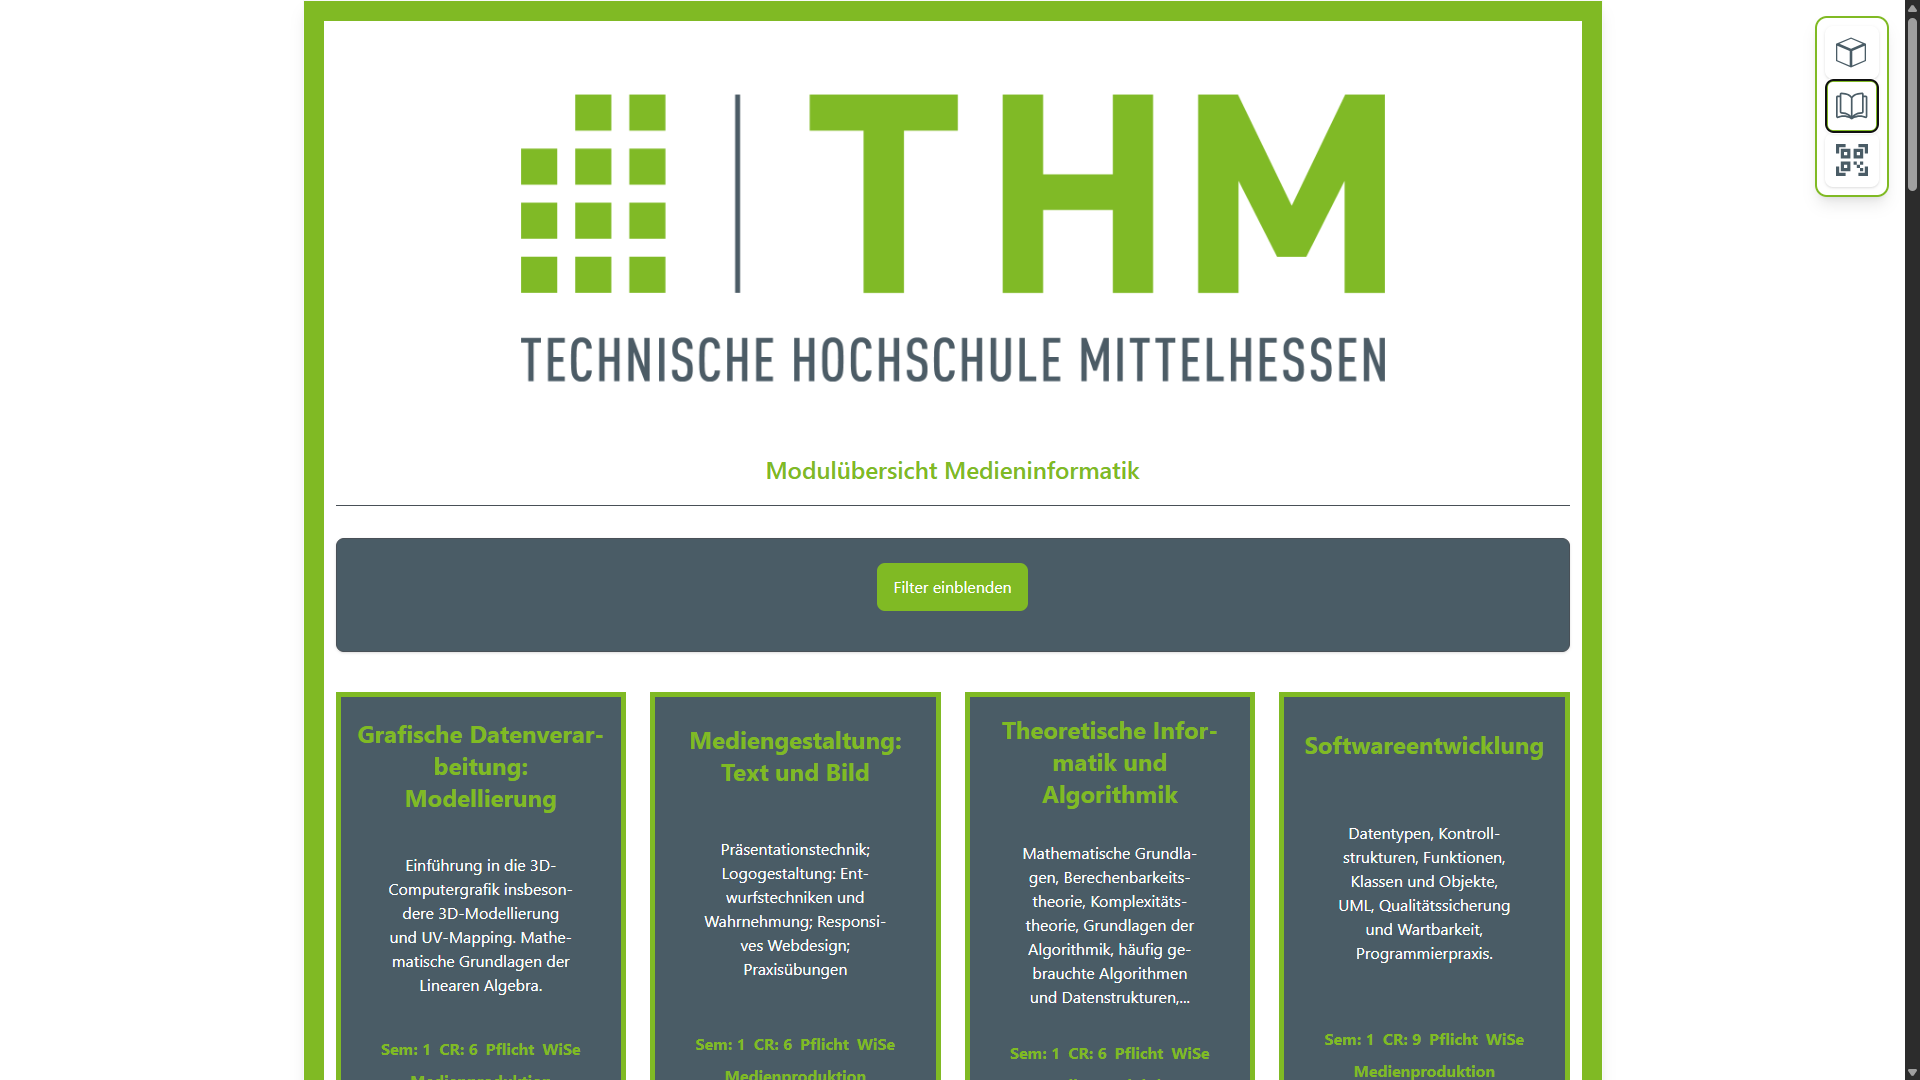 THM
TECHNISCHE HOCHSCHULE MITTELHESSEN
Modulübersicht Medieninformatik
Filter einblenden
Grafische Datenverar-
beitung:
Modellierung
Einführung in die 3D-
Computergrafik insbeson-
dere 3D-Modellierung
und UV-Mapping. Mathe-
matische Grundlagen der
Linearen Algebra.
Sem: 1 CR: 6 Pflicht WiSe
Medienproduktion
Mediengestaltung:
Text und Bild
Präsentationstechnik;
Logogestaltung: Ent-
wurfstechniken und
Wahrnehmung; Responsi-
ves Webdesign;
Praxisübungen
Sem: 1 CR: 6 Pflicht WiSe
Medienproduktion
Theoretische Infor-
matik und
Algorithmik
Mathematische Grundla-
gen, Berechenbarkeits-
theorie, Komplexitäts-
theorie, Grundlagen der
Algorithmik, häufig ge-
brauchte Algorithmen
und Datenstrukturen,...
Sem: 1 CR: 6 Pflicht WiSe
Softwareentwicklung
Datentypen, Kontroll-
strukturen, Funktionen,
Klassen und Objekte,
UML, Qualitätssicherung
und Wartbarkeit,
Programmierpraxis.
Sem: 1 CR: 9 Pflicht WiSe
Medienproduktion